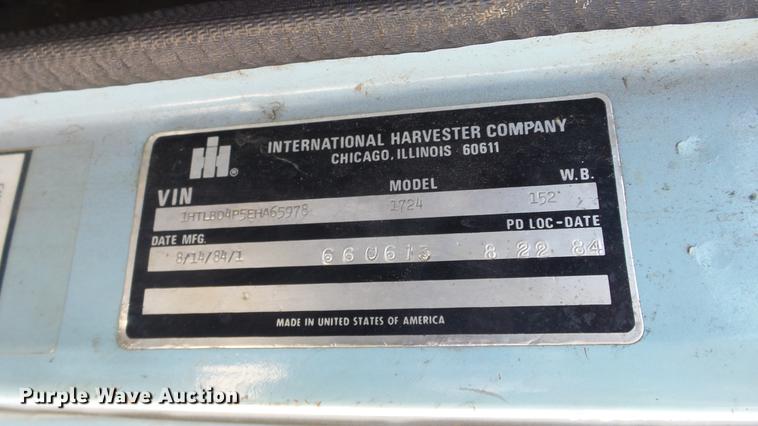 INTERNATIONAL HARVESTER COMPANY
CHICAGO, ILLINOIS 60611
IH®
VIN MODEL W.B.
1HTLBD4P5EHA65978 1724 152
DATE MFG. PD LOC-DATE
8/14/84/1 660613 8 22 84
MADE IN UNITED STATES OF AMERICA
Purple Wave Auction